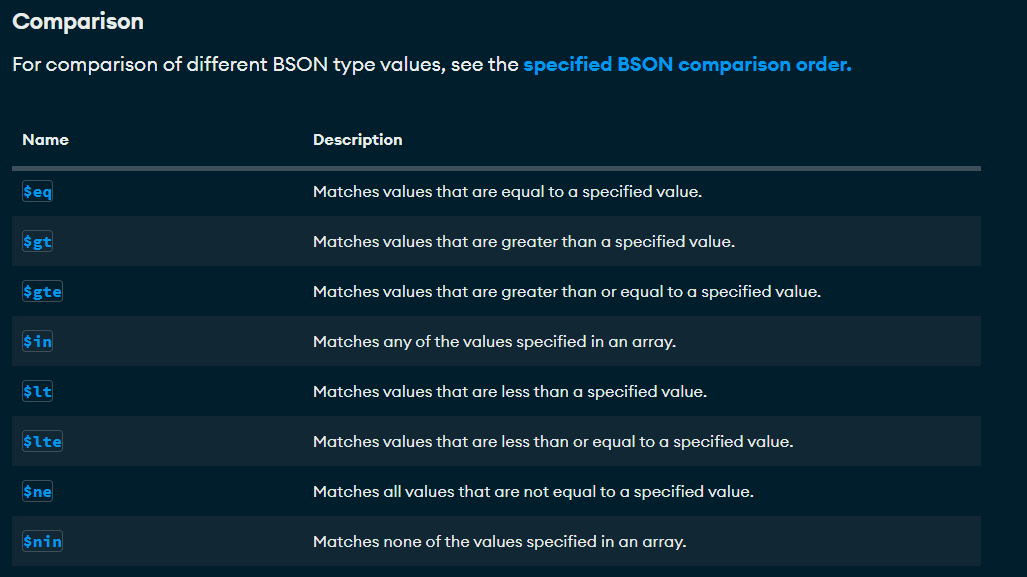 Comparison
For comparison of different BSON type values, see the specified BSON comparison order.
Name Description
$eq Matches values that are equal to a specified value.
$gt Matches values that are greater than a specified value.
$gte Matches values that are greater than or equal to a specified value.
$in Matches any of the values specified in an array.
$lt Matches values that are less than a specified value.
$lte Matches values that are less than or equal to a specified value.
$ne Matches all values that are not equal to a specified value.
$nin Matches none of the values specified in an array.